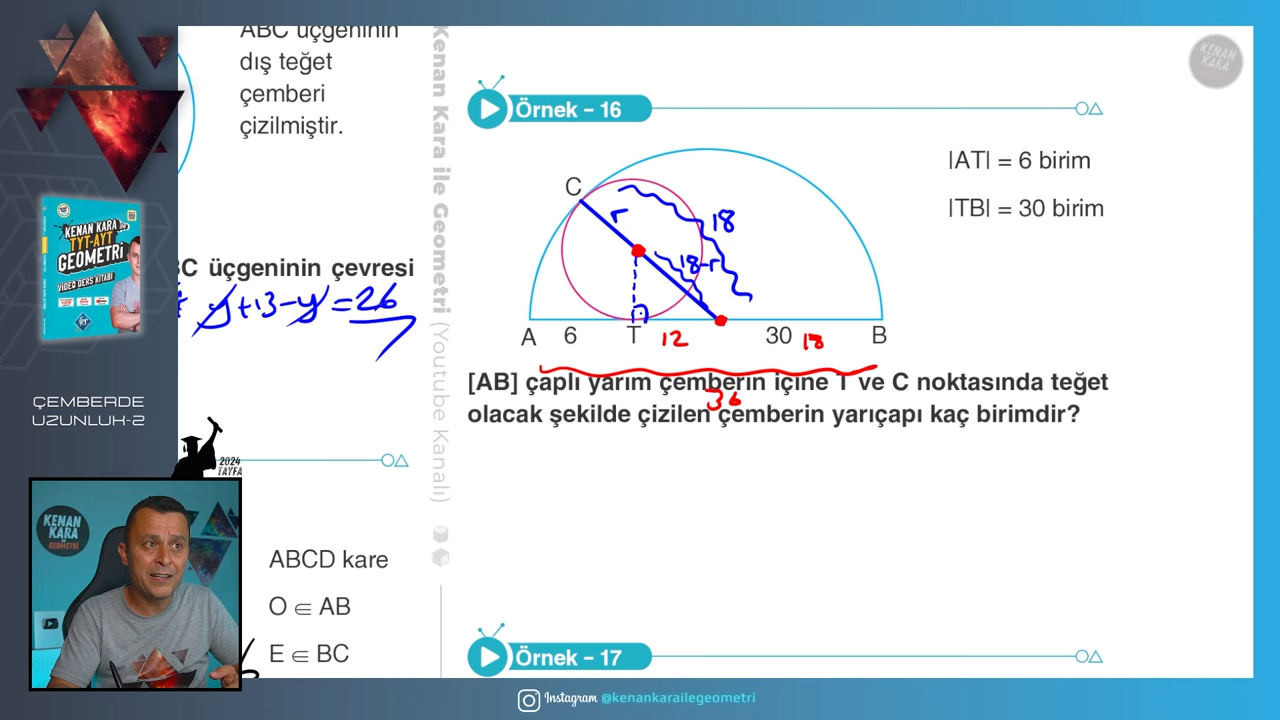 ABC üçgeninin
dış teğet
çemberi
çizilmiştir.
BC üçgeninin çevresi
y+13-y=26
2024
TAYFA
ABCD kare
O ∈ AB
E ∈ BC
Kenan Kara ile Geometri (Youtube Kanalı)
KENAN
KARA
Örnek – 16
|AT| = 6 birim
|TB| = 30 birim
C
r
18
18-r
A 6 T 12 30 18 B
36
[AB] çaplı yarım çemberin içine T ve C noktasında teğet
olacak şekilde çizilen çemberin yarıçapı kaç birimdir?
Örnek – 17
KENAN KARA
TYT-AYT
GEOMETRİ
VİDEO DERS KİTABI
ÇEMBERDE
UZUNLUK-2
KENAN
KARA
GEOMETRİ
Instagram @kenankarailegeometri